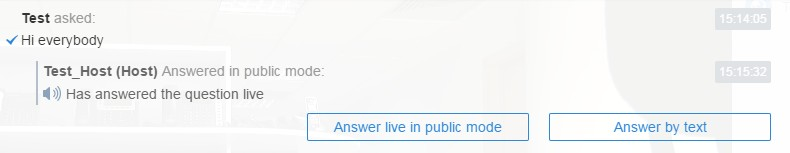 Test asked: 15:14:05
Hi everybody
Test_Host (Host) Answered in public mode: 15:15:32
Has answered the question live
Answer live in public mode Answer by text